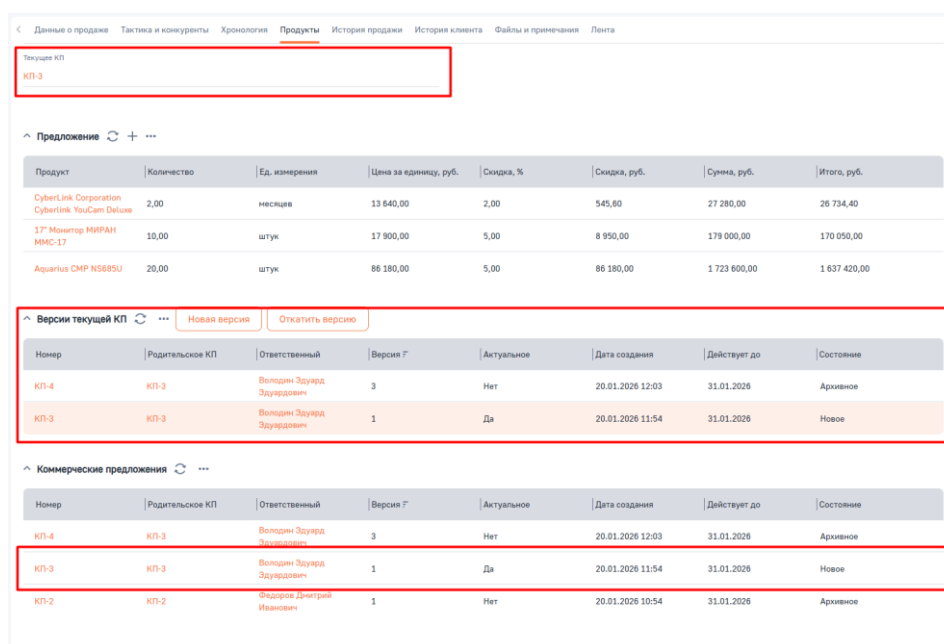 Данные о продаже Тактика и конкуренты Хронология Продукты История продажи История клиента Файлы и примечания Лента
Текущее КП
КП-3
Предложение
Продукт Количество Ед. измерения Цена за единицу, руб. Скидка, % Скидка, руб. Сумма, руб. Итого, руб.
CyberLink Corporation
Cyberlink YouCam Deluxe 2,00 месяцев 13 640,00 2,00 545,60 27 280,00 26 734,40
17" Монитор МИРАН
ММС-17 10,00 штук 17 900,00 5,00 8 950,00 179 000,00 170 050,00
Aquarius CMP NS685U 20,00 штук 86 180,00 5,00 86 180,00 1 723 600,00 1 637 420,00
Версии текущей КП Новая версия Откатить версию
Номер Родительское КП Ответственный Версия Актуальное Дата создания Действует до Состояние
КП-4 КП-3 Володин Эдуард
Эдуардович 3 Нет 20.01.2026 12:03 31.01.2026 Архивное
КП-3 КП-3 Володин Эдуард
Эдуардович 1 Да 20.01.2026 11:54 31.01.2026 Новое
Коммерческие предложения
Номер Родительское КП Ответственный Версия Актуальное Дата создания Действует до Состояние
КП-4 КП-3 Володин Эдуард
Эдуардович 3 Нет 20.01.2026 12:03 31.01.2026 Архивное
КП-3 КП-3 Володин Эдуард
Эдуардович 1 Да 20.01.2026 11:54 31.01.2026 Новое
КП-2 КП-2 Федоров Дмитрий
Иванович 1 Нет 20.01.2026 10:54 31.01.2026 Архивное